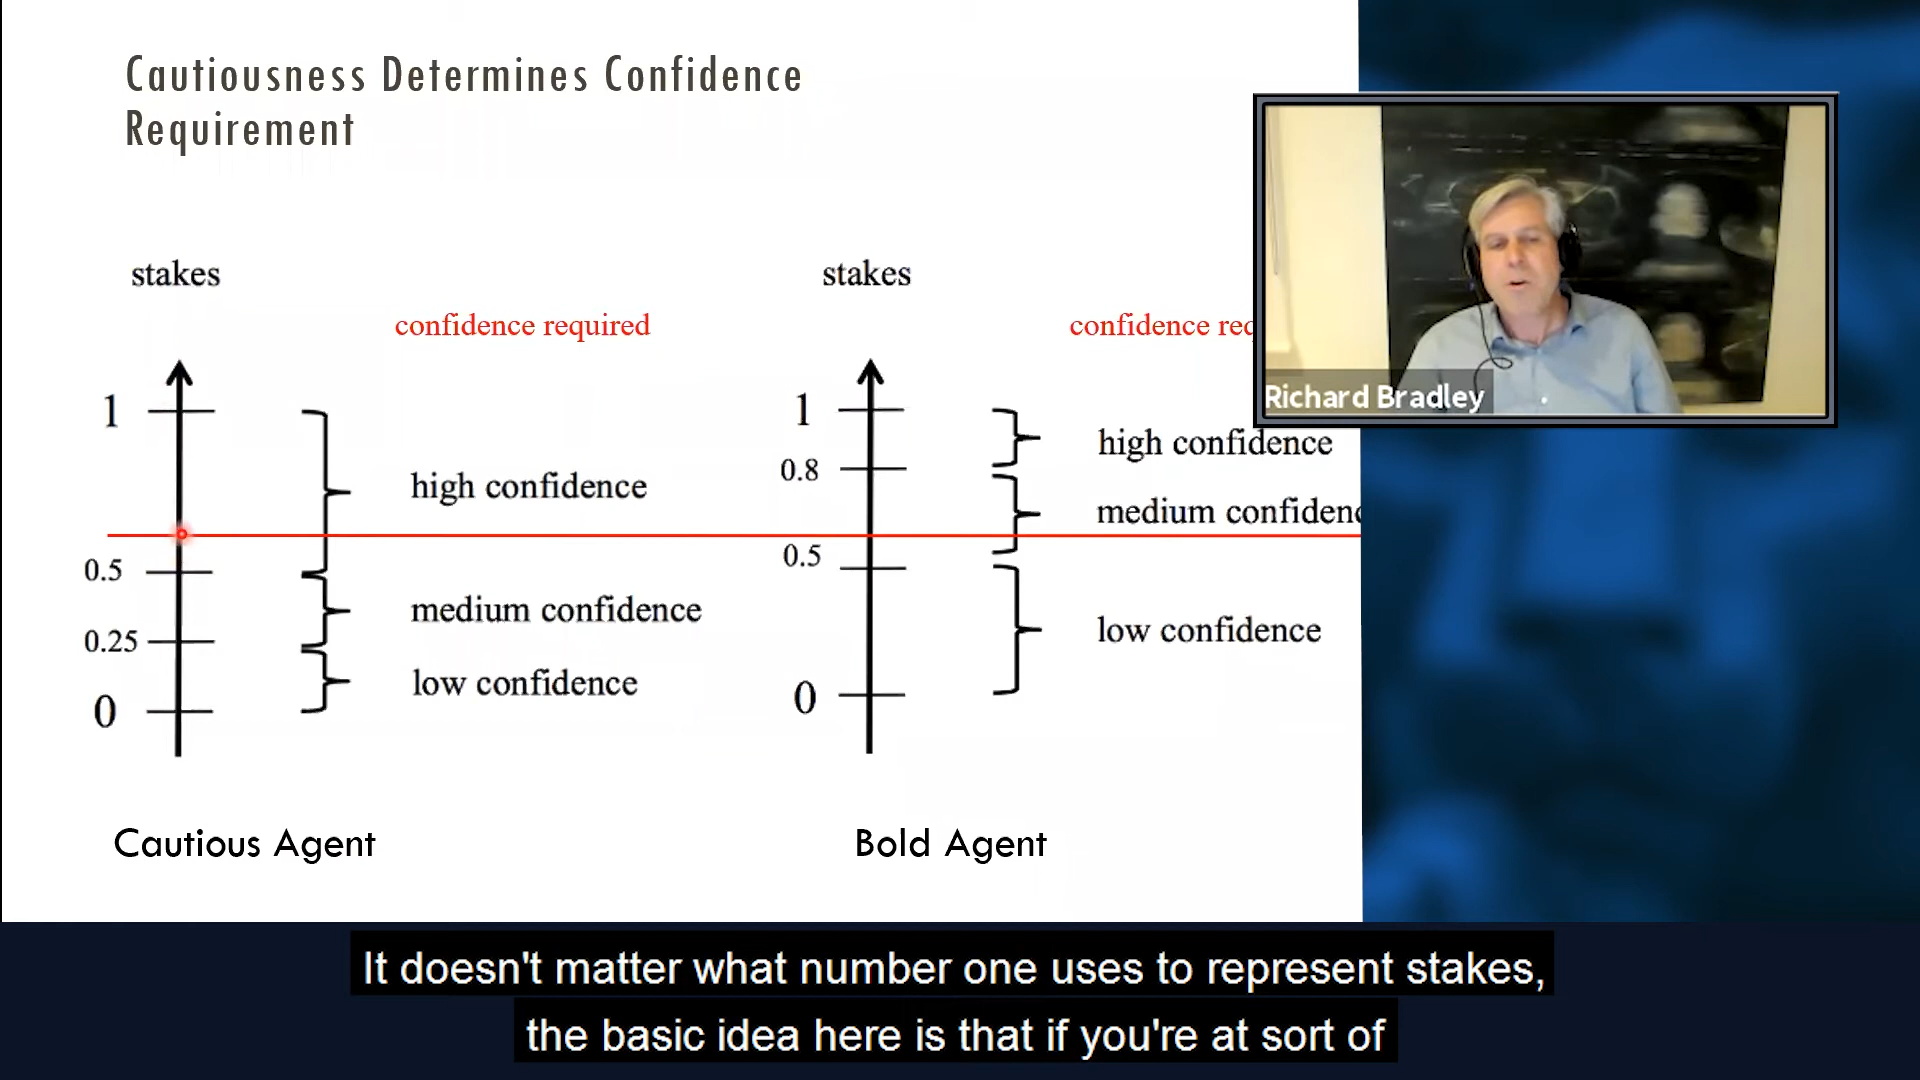 Cautiousness Determines Confidence
Requirement
stakes
confidence required
1
high confidence
0.5
medium confidence
0.25
low confidence
0
Cautious Agent
stakes
confidence req
1
high confidence
0.8
medium confidenc
0.5
low confidence
0
Bold Agent
Richard Bradley
It doesn't matter what number one uses to represent stakes,
the basic idea here is that if you're at sort of